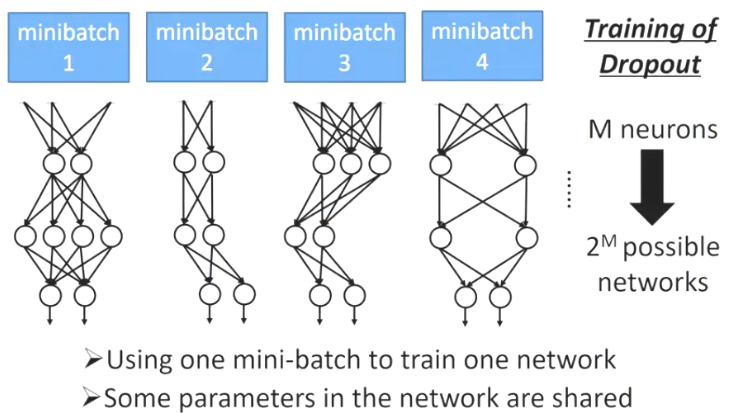 minibatch
1
minibatch
2
minibatch
3
minibatch
4
Training of
Dropout
M neurons
2ᴹ possible
networks
......
➢Using one mini-batch to train one network
➢Some parameters in the network are shared